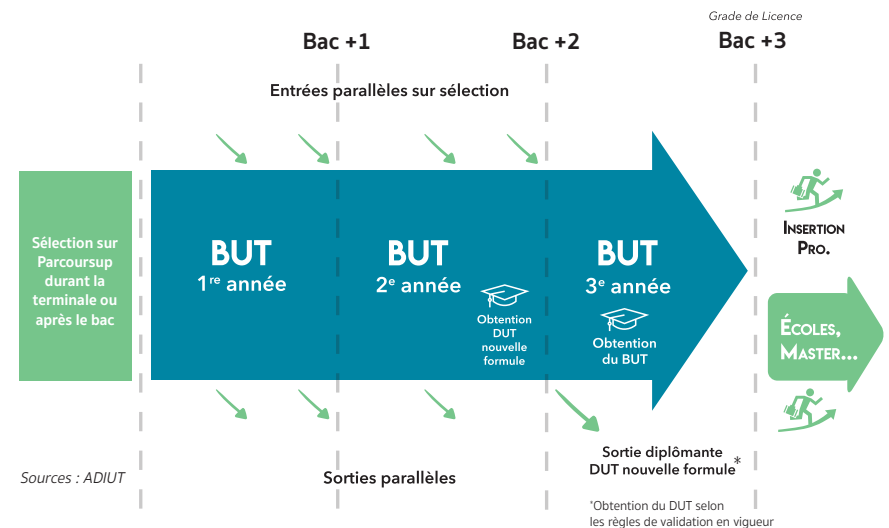 Grade de Licence
Bac +1
Bac +2
Bac +3
Entrées parallèles sur sélection
Sélection sur
Parcoursup
durant la
terminale ou
après le bac
BUT
1re année
BUT
2e année
Obtention
DUT
nouvelle
formule
BUT
3e année
Obtention
du BUT
Insertion
Pro.
Écoles,
Master...
Sortie diplômante
DUT nouvelle formule*
Sources : ADIUT
Sorties parallèles
*Obtention du DUT selon
les règles de validation en vigueur